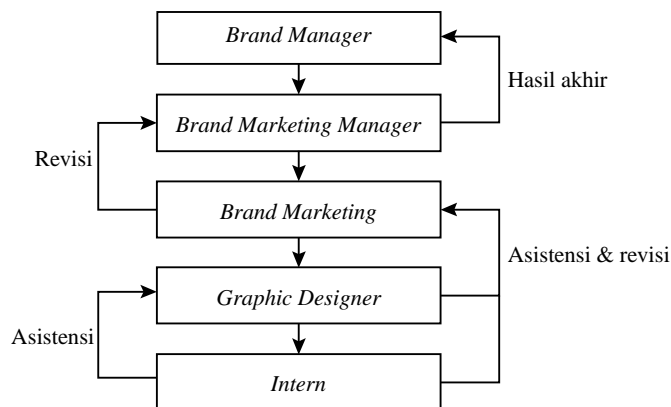 Brand Manager
Hasil akhir
Brand Marketing Manager
Revisi
Brand Marketing
Asistensi & revisi
Graphic Designer
Asistensi
Intern